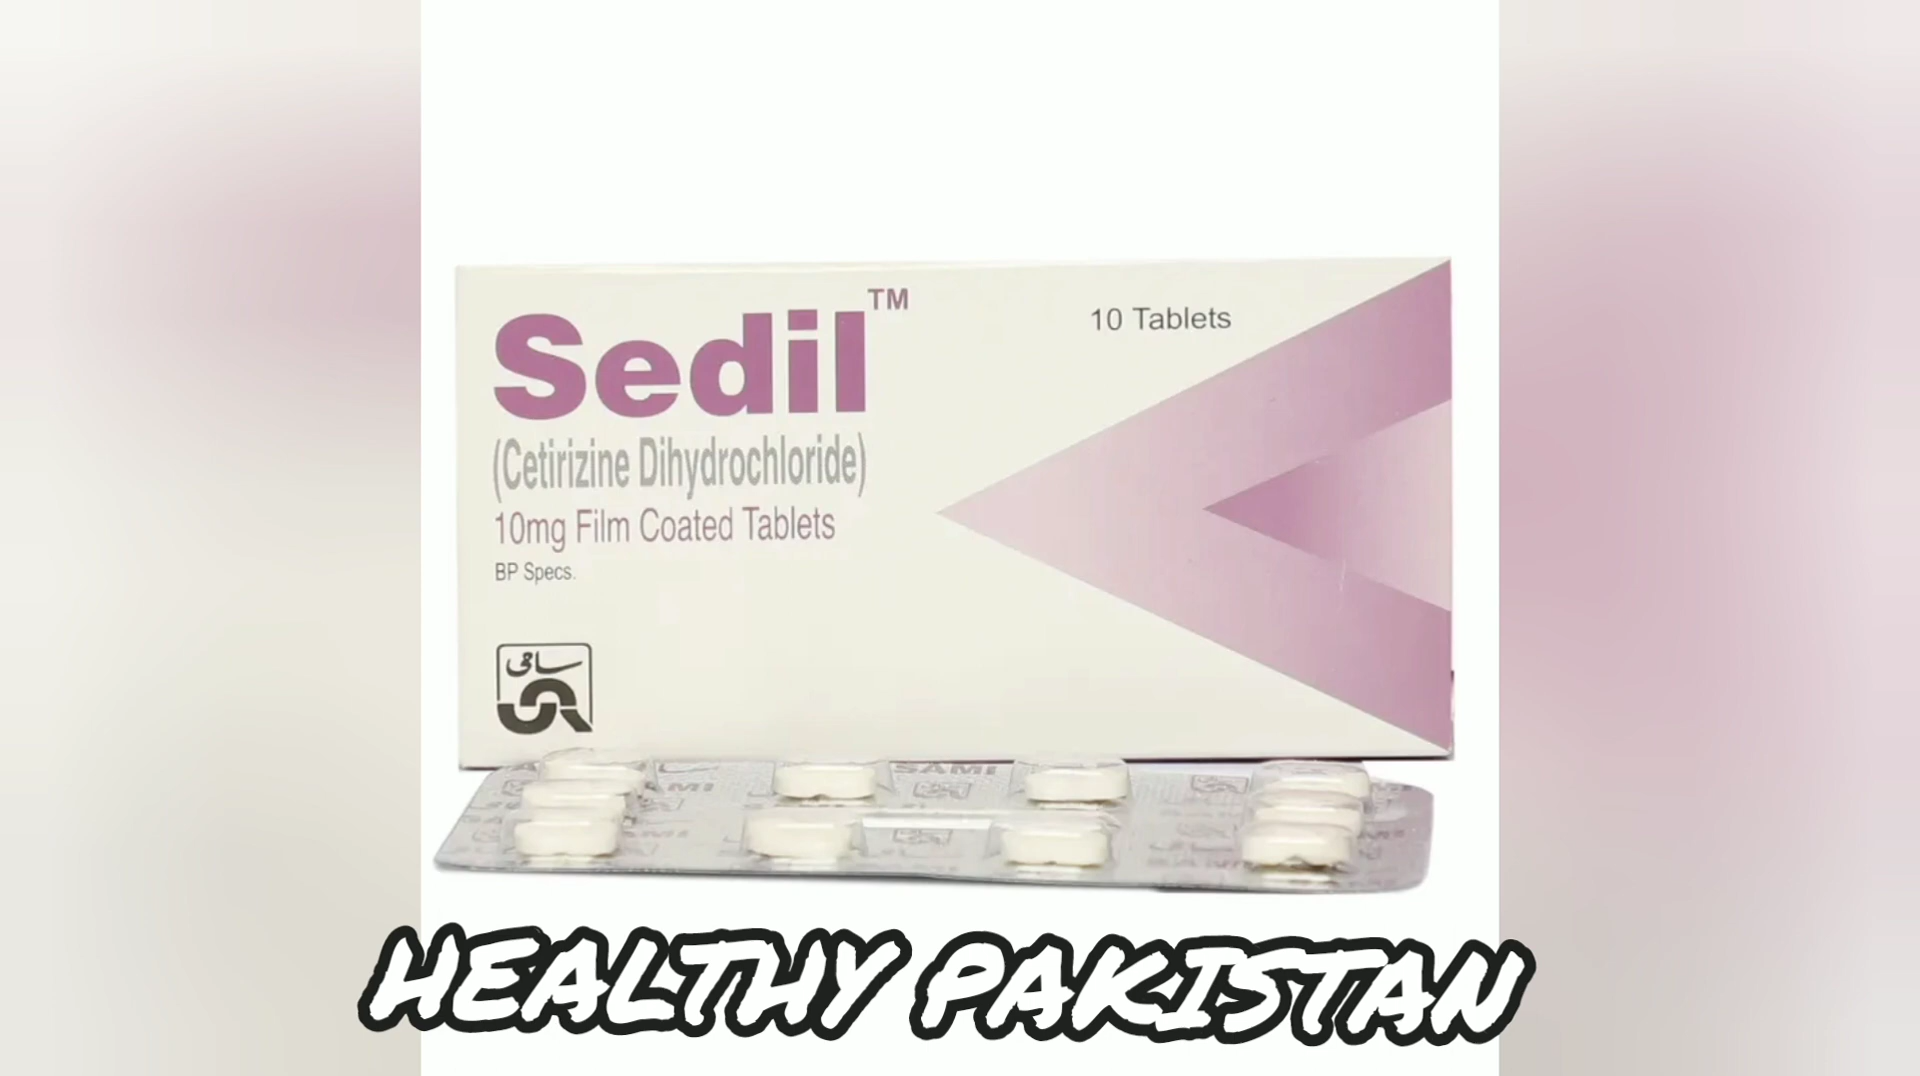 Sedil™
10 Tablets
(Cetirizine Dihydrochloride)
10mg Film Coated Tablets
BP Specs.
سامی
SAMI
HEALTHY PAKISTAN